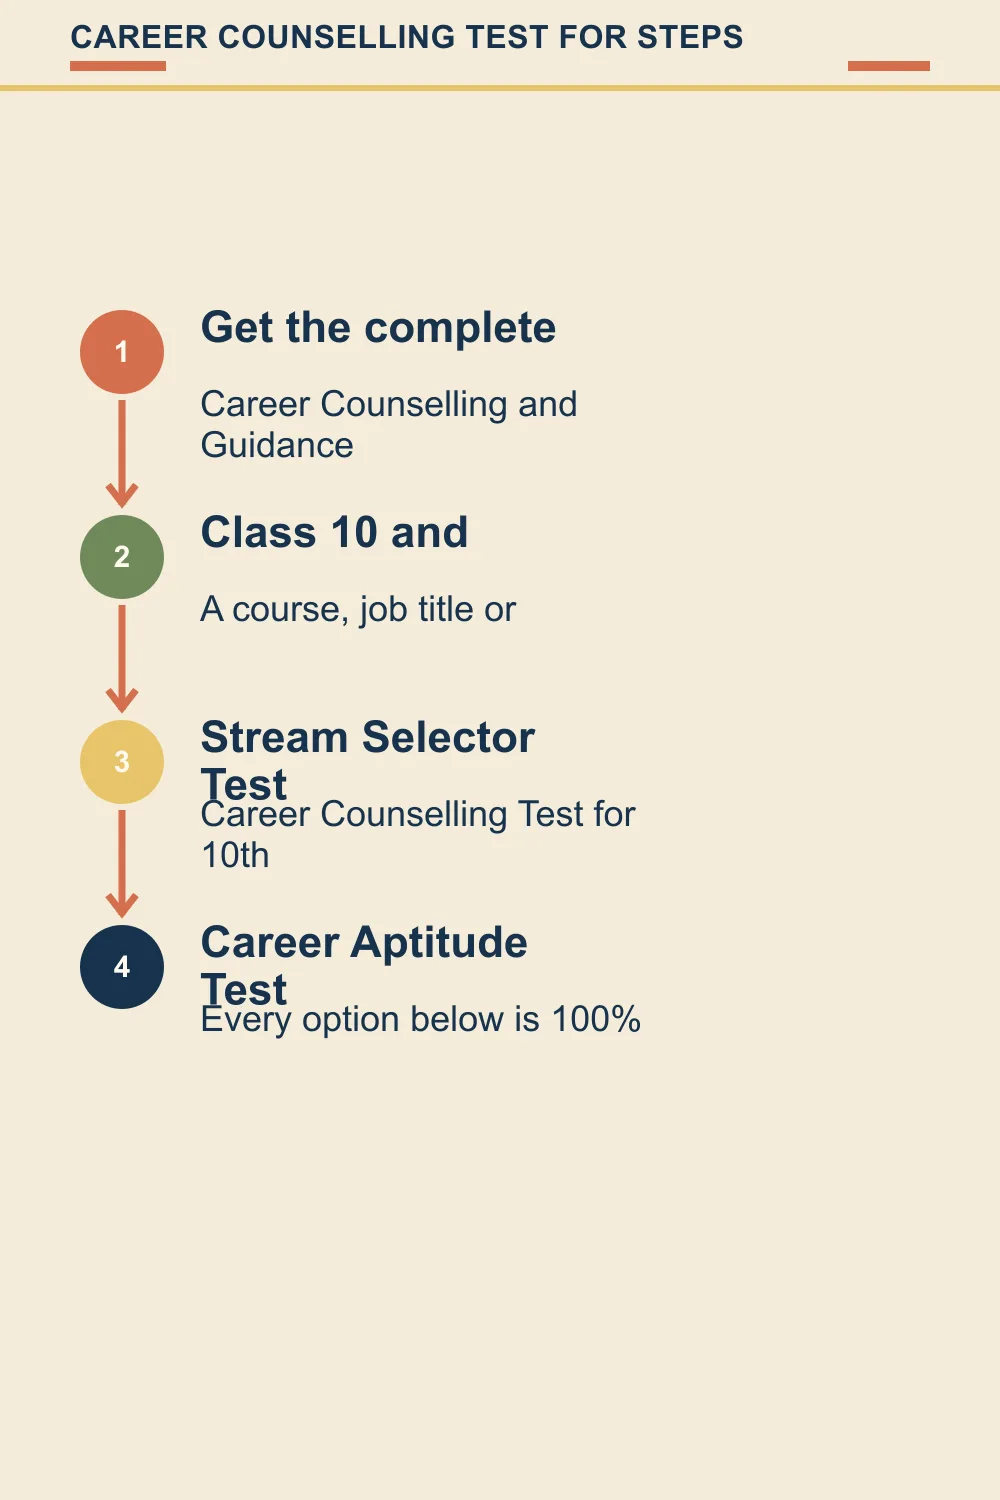 CAREER COUNSELLING TEST FOR STEPS
1
Get the complete
Career Counselling and
Guidance
2
Class 10 and
A course, job title or
3
Stream Selector
Test
Career Counselling Test for
10th
4
Career Aptitude
Test
Every option below is 100%